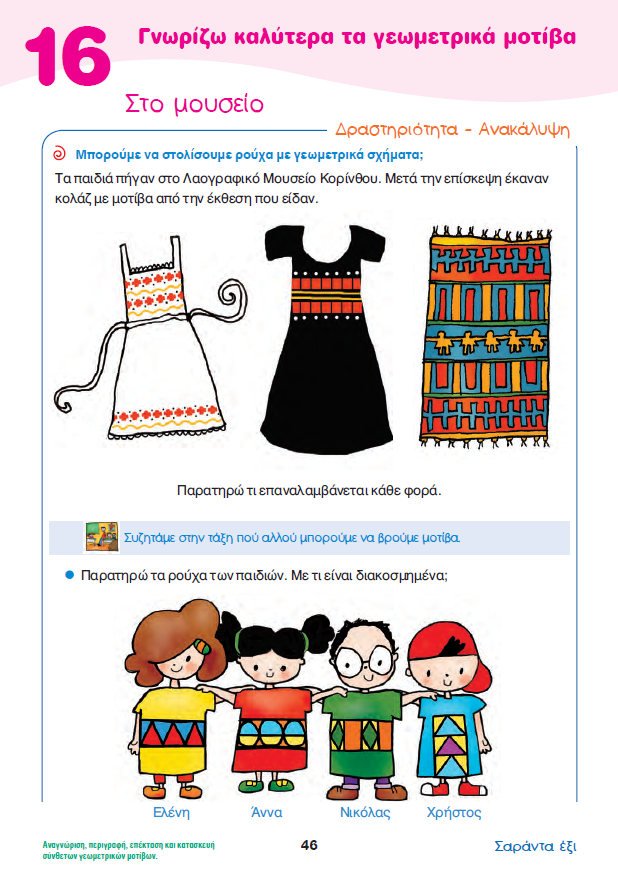 16
Γνωρίζω καλύτερα τα γεωμετρικά μοτίβα
Στο μουσείο
Δραστηριότητα - Ανακάλυψη
Μπορούμε να στολίσουμε ρούχα με γεωμετρικά σχήματα;
Τα παιδιά πήγαν στο Λαογραφικό Μουσείο Κορίνθου. Μετά την επίσκεψη έκαναν
κολάζ με μοτίβα από την έκθεση που είδαν.
Παρατηρώ τι επαναλαμβάνεται κάθε φορά.
Συζητάμε στην τάξη πού αλλού μπορούμε να βρούμε μοτίβα.
● Παρατηρώ τα ρούχα των παιδιών. Με τι είναι διακοσμημένα;
Ελένη Άννα Νικόλας Χρήστος
Αναγνώριση, περιγραφή, επέκταση και κατασκευή
σύνθετων γεωμετρικών μοτίβων.
46
Σαράντα έξι